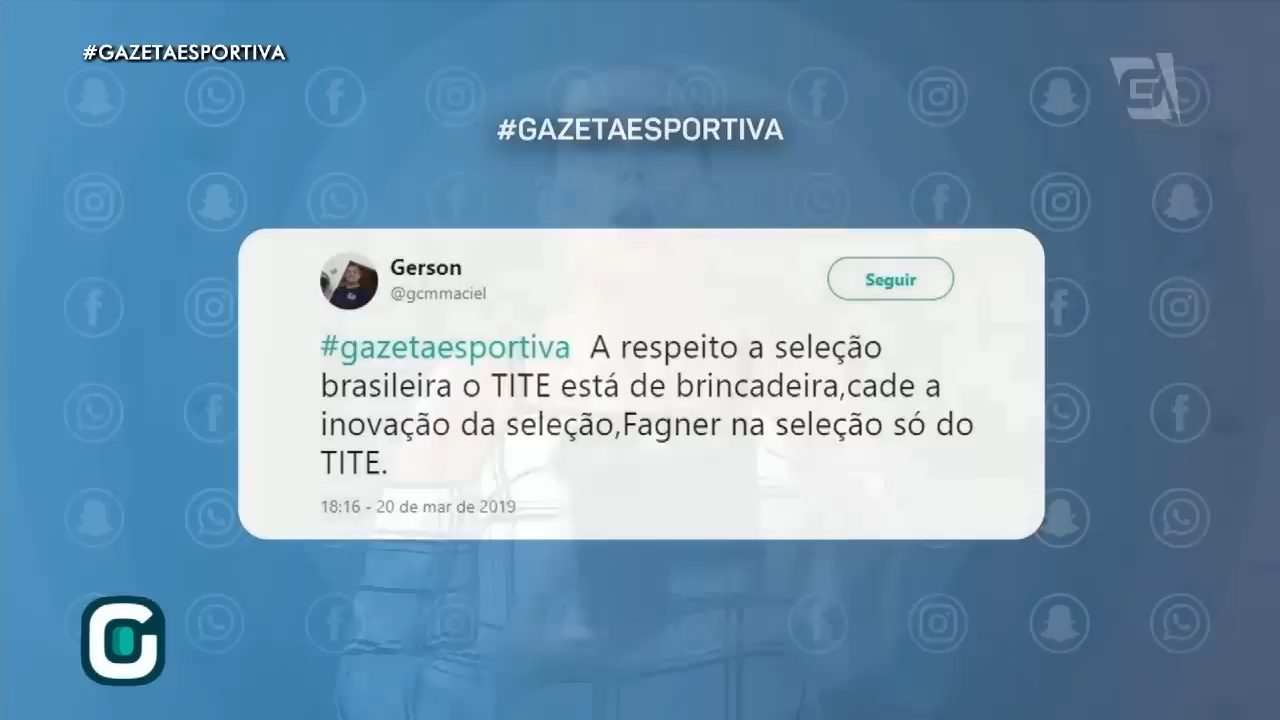 #GAZETAESPORTIVA
#GAZETAESPORTIVA
Gerson
@gcmmaciel
Seguir
#gazetaesportiva A respeito a seleção
brasileira o TITE está de brincadeira,cade a
inovação da seleção,Fagner na seleção só do
TITE.
18:16 - 20 de mar de 2019